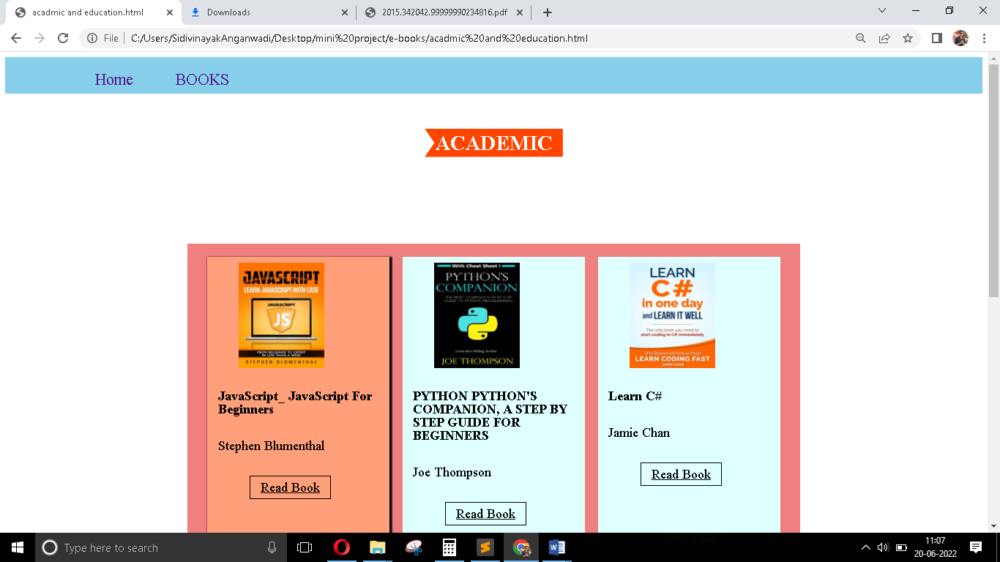 acadmic and education.html
Downloads
2015.342042.99999990234816.pdf
File
C:/Users/SidivinayakAnganwadi/Desktop/mini%20project/e-books/acadmic%20and%20education.html
Home BOOKS
ACADEMIC
JAVASCRIPT
LEARN JAVASCRIPT WITH EASE
JAVASCRIPT
JS
FROM BEGINNER TO EXPERT
IN LESS THAN A WEEK
STEPHEN BLUMENTHAL
JavaScript_ JavaScript For
Beginners
Stephen Blumenthal
Read Book
With Cheat Sheet !
PYTHON'S
COMPANION
THE MOST COMPLETE STEP BY STEP
GUIDE TO PYTHON PROGRAMMING
From Best Selling Author
JOE THOMPSON
PYTHON PYTHON'S
COMPANION, A STEP BY
STEP GUIDE FOR
BEGINNERS
Joe Thompson
Read Book
LEARN
C#
in one day
and LEARN IT WELL
The only book you need to
start coding in C# immediately
LEARN CODING FAST
JAMIE CHAN
Learn C#
Jamie Chan
Read Book
Type here to search
11:07
20-06-2022